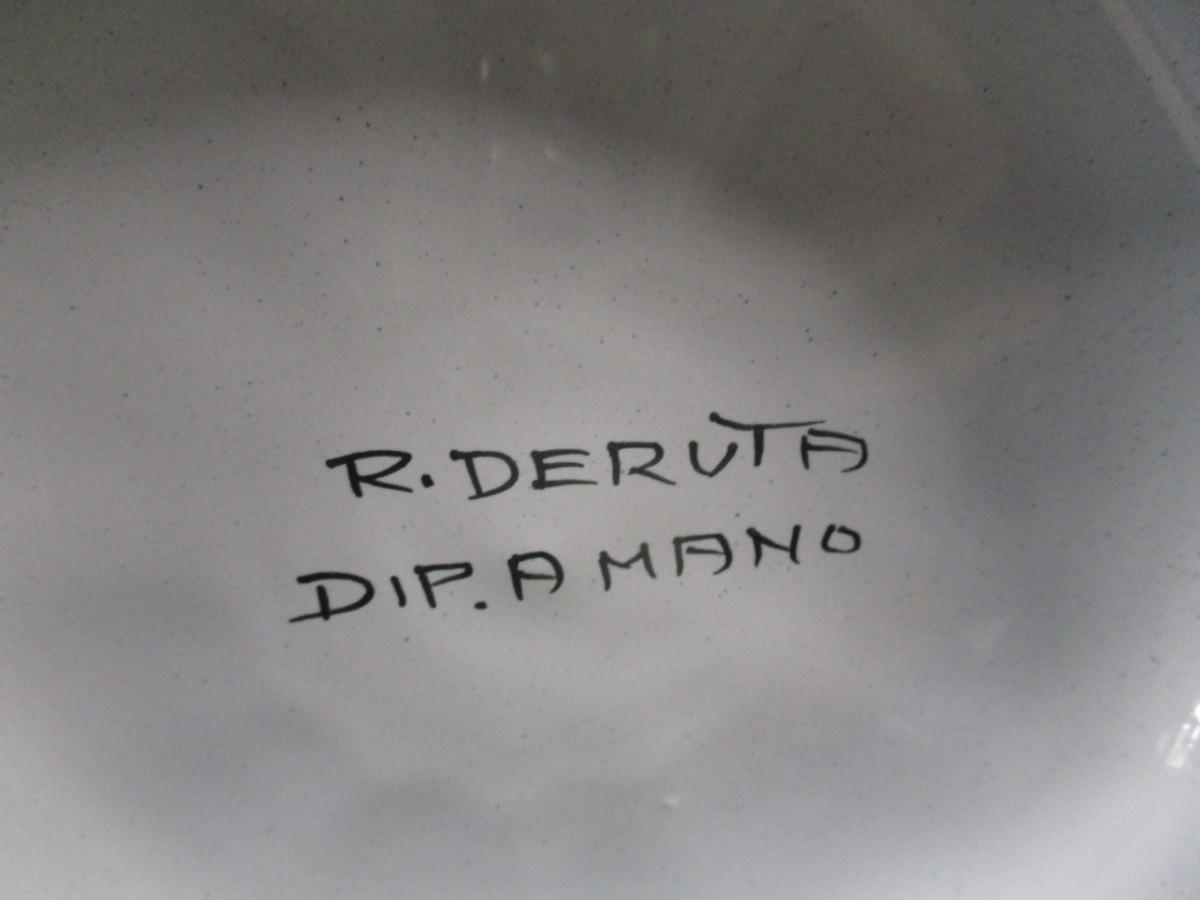 R. DERUTA
DIP. A MANO